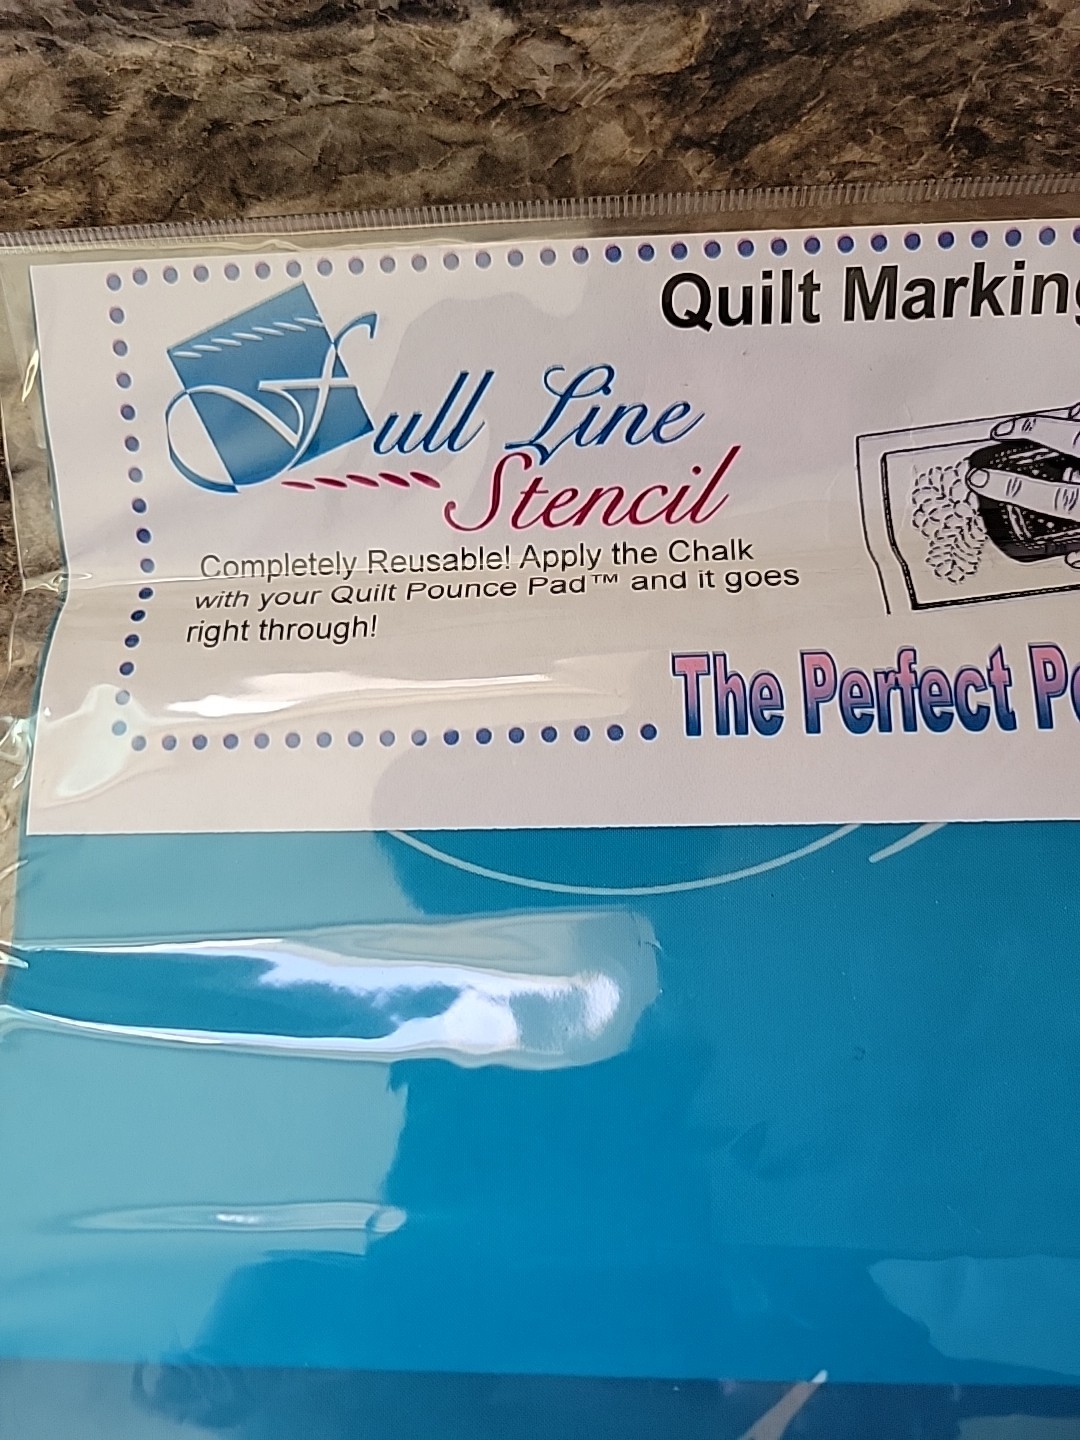 Quilt Marking
Full Line
Stencil
Completely Reusable! Apply the Chalk
with your Quilt Pounce Pad™ and it goes
right through!
The Perfect